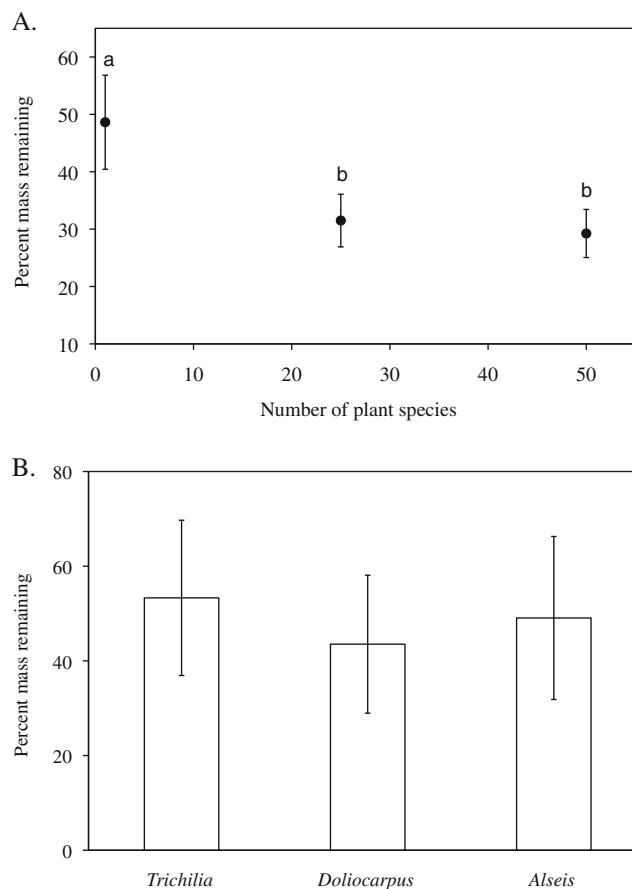 A.
60
50
40
30
20
10
a
b
b
0 10 20 30 40 50
Percent mass remaining
Number of plant species
B.
80
60
40
20
0
Percent mass remaining
Trichilia Doliocarpus Alseis